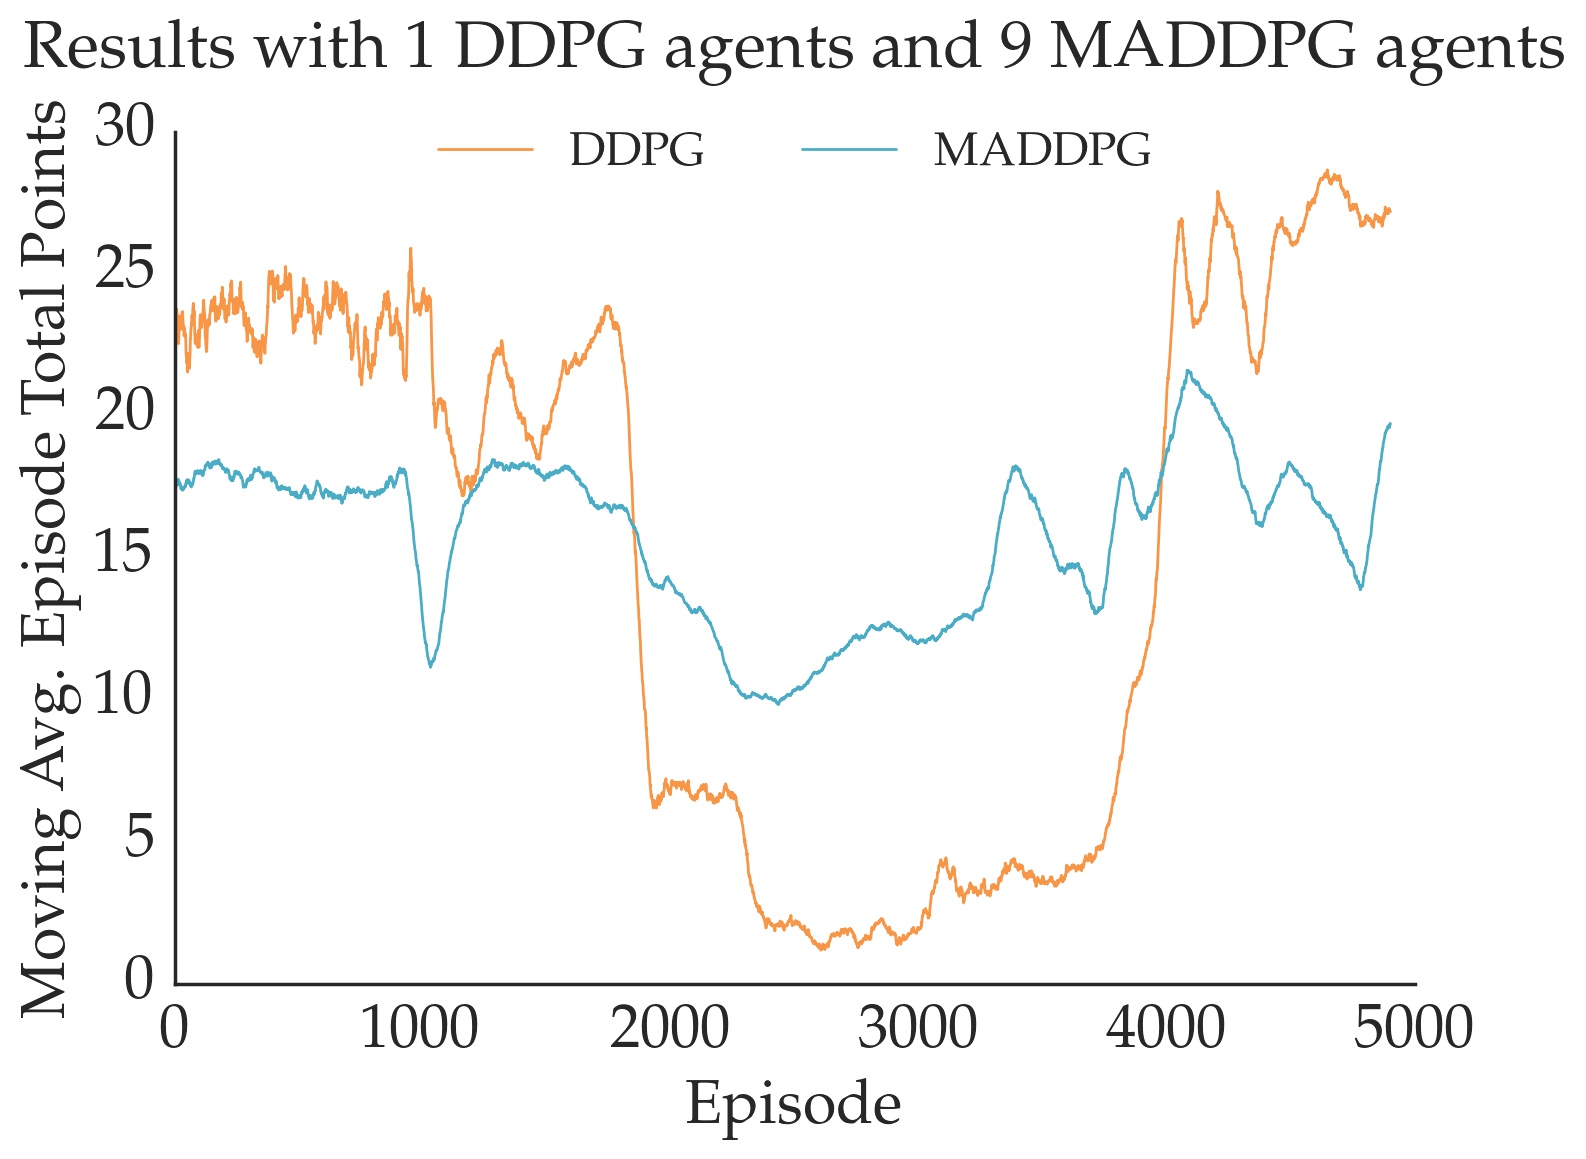 Results with 1 DDPG agents and 9 MADDPG agents
DDPG
MADDPG
Moving Avg. Episode Total Points
30
25
20
15
10
5
0
0
1000
2000
3000
4000
5000
Episode